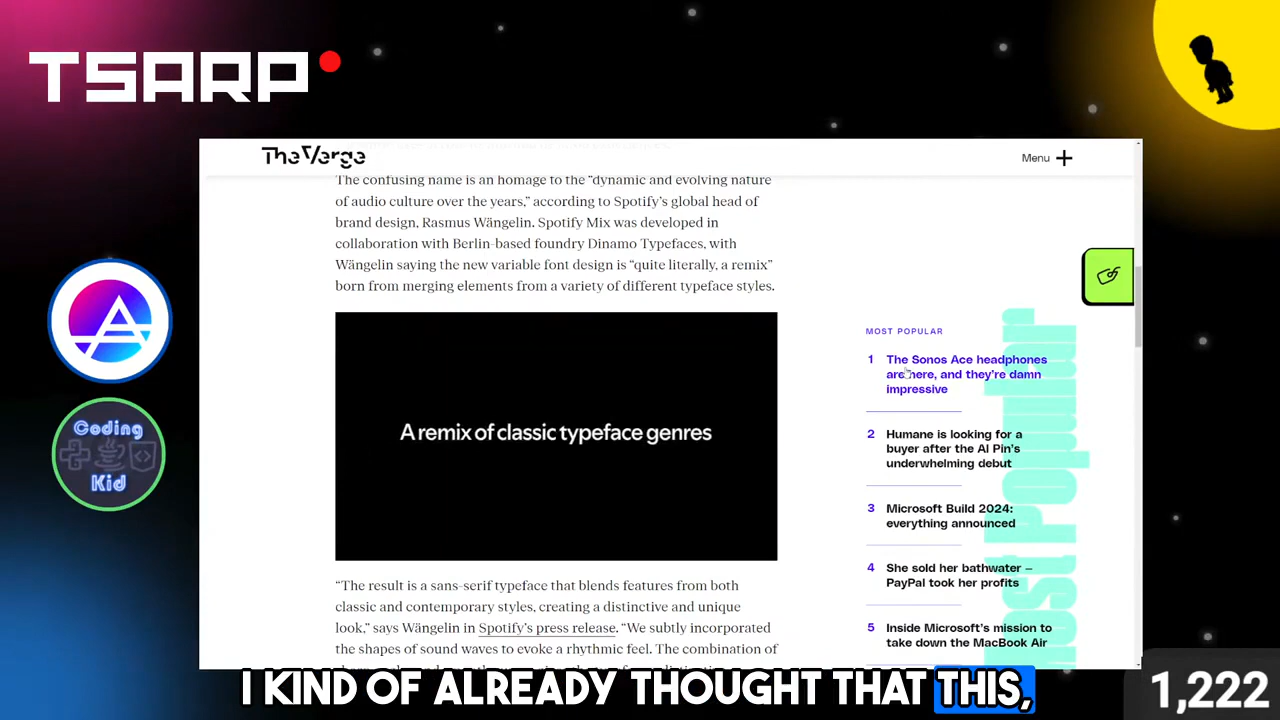 TSARP
The Verge
Menu
The confusing name is an homage to the “dynamic and evolving nature
of audio culture over the years,” according to Spotify’s global head of
brand design, Rasmus Wängelin. Spotify Mix was developed in
collaboration with Berlin-based foundry Dinamo Typefaces, with
Wängelin saying the new variable font design is “quite literally, a remix”
born from merging elements from a variety of different typeface styles.
A remix of classic typeface genres
“The result is a sans-serif typeface that blends features from both
classic and contemporary styles, creating a distinctive and unique
look,” says Wängelin in Spotify’s press release. “We subtly incorporated
the shapes of sound waves to evoke a rhythmic feel. The combination of
MOST POPULAR
1 The Sonos Ace headphones
are here, and they’re damn
impressive
2 Humane is looking for a
buyer after the AI Pin’s
underwhelming debut
3 Microsoft Build 2024:
everything announced
4 She sold her bathwater –
PayPal took her profits
5 Inside Microsoft’s mission to
take down the MacBook Air
Most Popular
Coding
Kid
I KIND OF ALREADY THOUGHT THAT THIS,
1,222